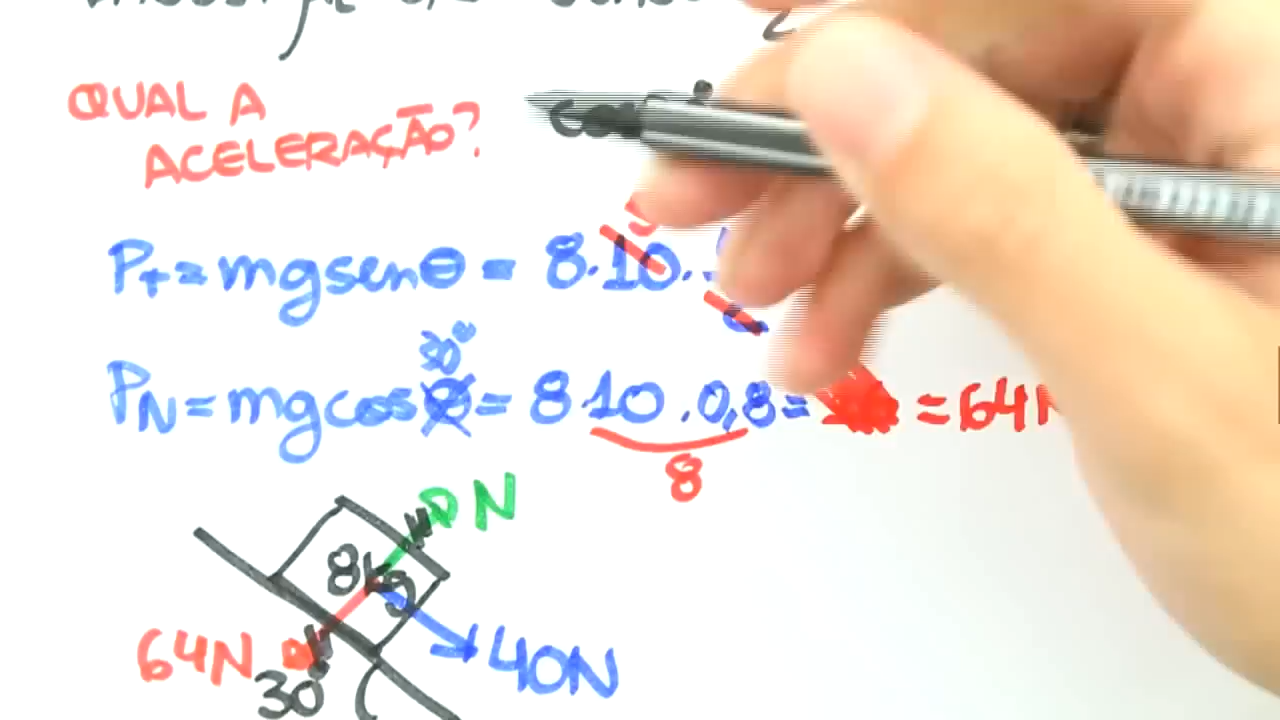 QUAL A
ACELERAÇÃO?
PT = mgsenθ = 8.10.
30°
PN = mgcosθ = 8.10.0,8 = = 64N
8
N
8kg
64N
40N
30